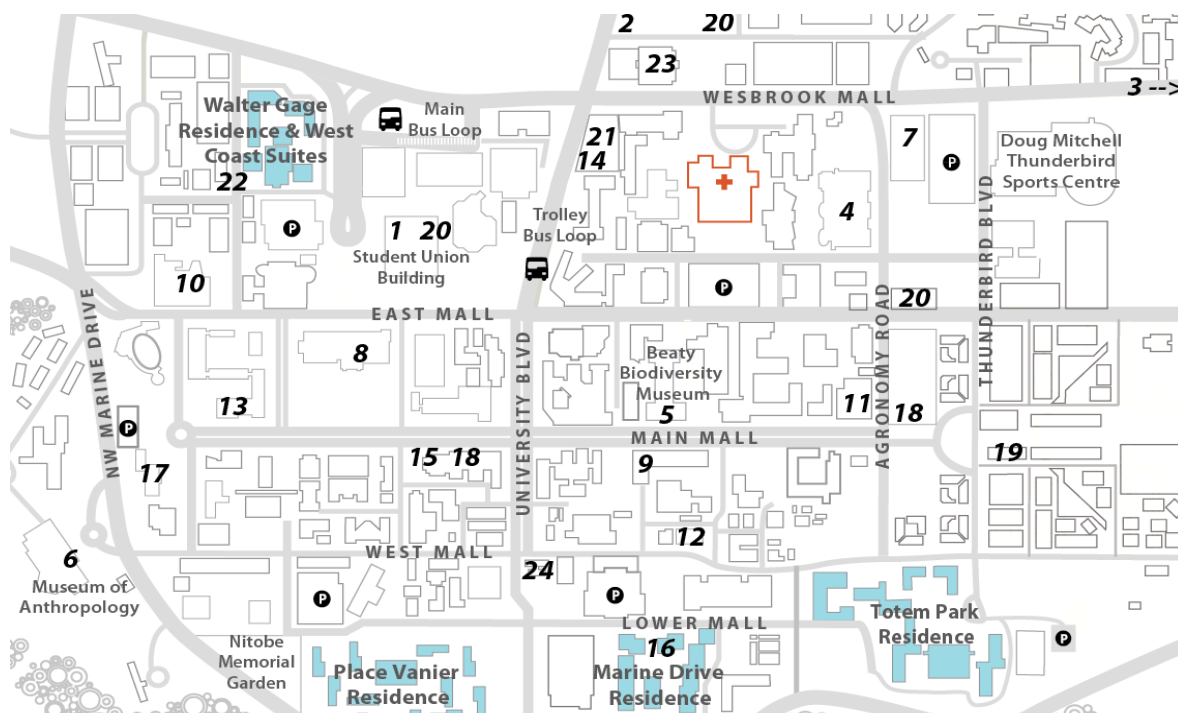 2
20
23
3 -->
WESBROOK MALL
Walter Gage
Residence & West
Coast Suites
22
Main
Bus Loop
21
14
7
P
Doug Mitchell
Thunderbird
Sports Centre
4
P
1
20
Student Union
Building
Trolley
Bus Loop
10
P
20
EAST MALL
NW MARINE DRIVE
UNIVERSITY BLVD
AGRONOMY ROAD
THUNDERBIRD BLVD
8
Beaty
Biodiversity
Museum
5
13
11
18
P
MAIN MALL
15
18
9
19
17
12
6
Museum of
Anthropology
WEST MALL
24
P
P
LOWER MALL
Totem Park
Residence
P
Nitobe
Memorial
Garden
Place Vanier
Residence
16
Marine Drive
Residence